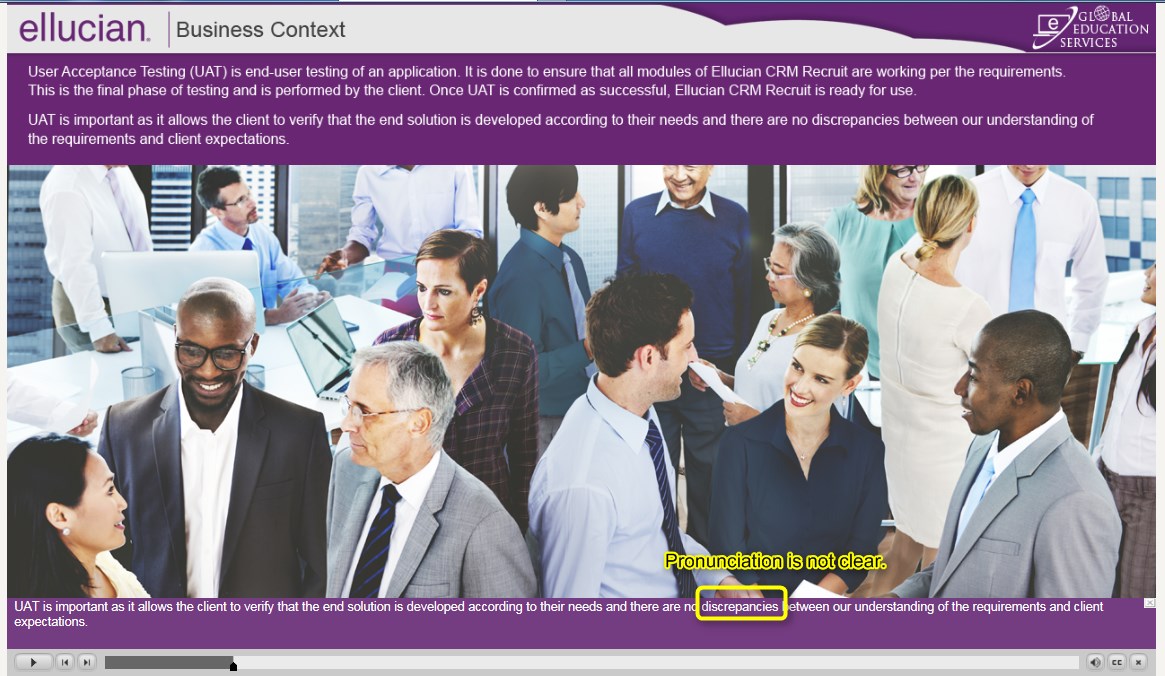 ellucian.
Business Context
e GLOBAL
EDUCATION
SERVICES
User Acceptance Testing (UAT) is end-user testing of an application. It is done to ensure that all modules of Ellucian CRM Recruit are working per the requirements.
This is the final phase of testing and is performed by the client. Once UAT is confirmed as successful, Ellucian CRM Recruit is ready for use.
UAT is important as it allows the client to verify that the end solution is developed according to their needs and there are no discrepancies between our understanding of
the requirements and client expectations.
Pronunciation is not clear.
UAT is important as it allows the client to verify that the end solution is developed according to their needs and there are no discrepancies between our understanding of the requirements and client
expectations.
CC